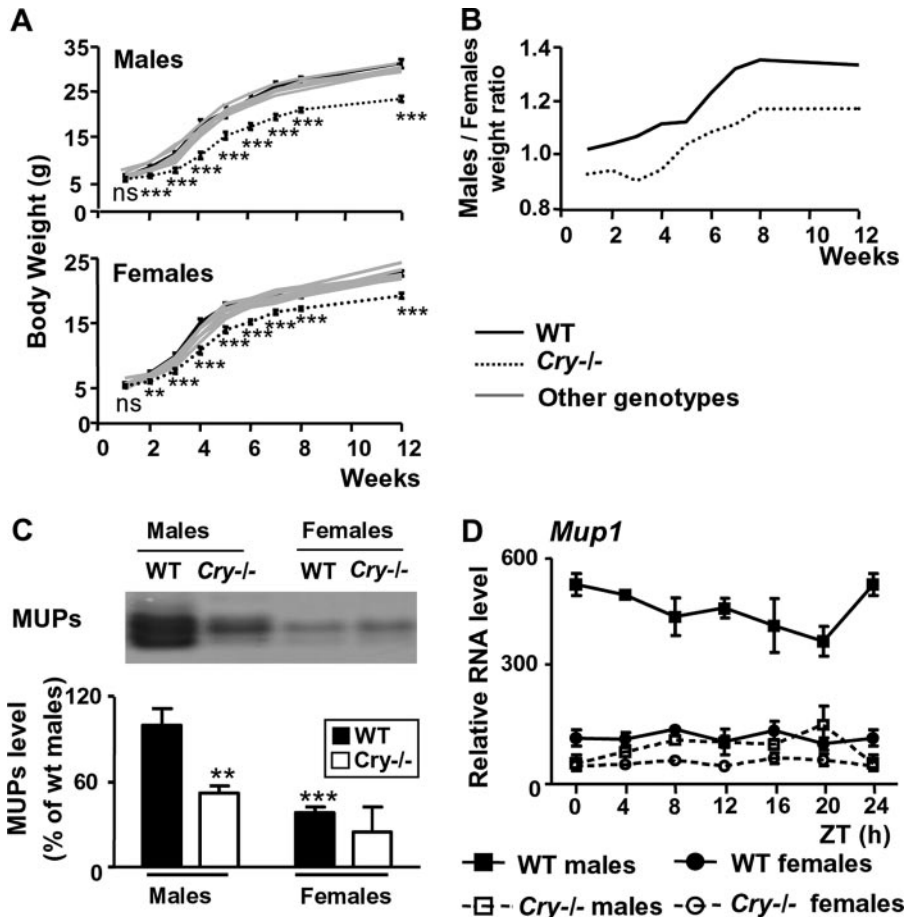 A
Males
Body Weight (g)
35
25
15
5
0
ns *** *** *** *** *** *** *** ***
Females
25
15
5
0
ns ** *** *** *** *** *** *** ***
0 2 4 6 8 10 12
Weeks
B
Males / Females
weight ratio
1.4
1.2
1.0
0.8
0 2 4 6 8 10 12
Weeks
WT
Cry-/-
Other genotypes
C
Males Females
WT Cry-/- WT Cry-/-
MUPs
MUPs level
(% of wt males)
120
60
0
WT
Cry-/-
**
***
Males Females
D
Mup1
Relative RNA level
600
300
0
0 4 8 12 16 20 24
ZT (h)
WT males WT females
Cry-/- males Cry-/- females